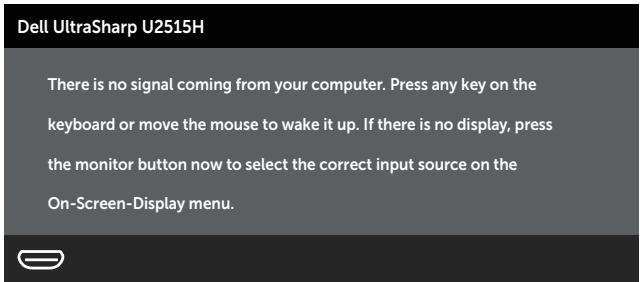 Dell UltraSharp U2515H
There is no signal coming from your computer. Press any key on the
keyboard or move the mouse to wake it up. If there is no display, press
the monitor button now to select the correct input source on the
On-Screen-Display menu.